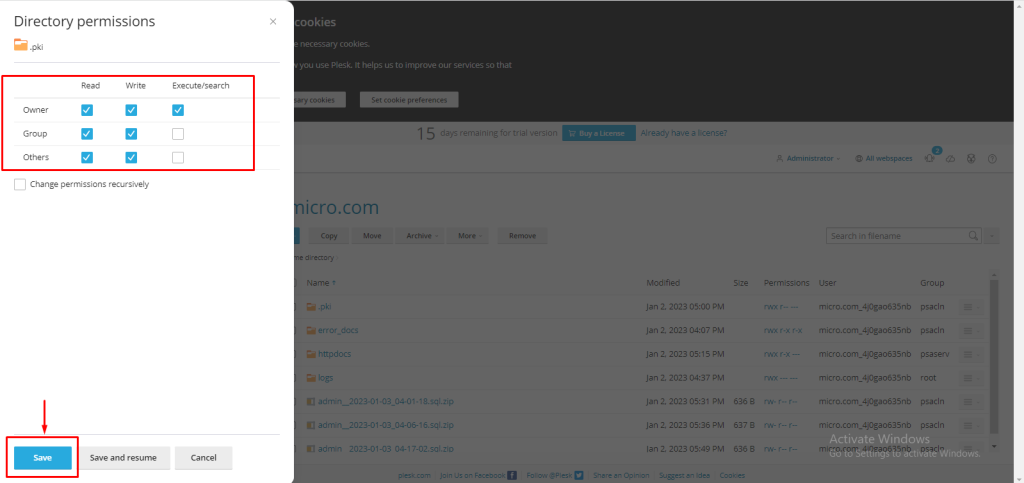 Directory permissions
.pki
Read Write Execute/search
Owner
Group
Others
Change permissions recursively
Save
Save and resume
Cancel
cookies
e necessary cookies.
w you use Plesk. It helps us to improve our services so that
ssary cookies
Set cookie preferences
15 days remaining for trial version
Buy a License
Already have a license?
Administrator
All webspaces
2
micro.com
Copy
Move
Archive
More
Remove
Search in filename
me directory
Name ↑ Modified Size Permissions User Group
.pki Jan 2, 2023 05:00 PM rwx r-- --- micro.com_4j0gao635nb psacln
error_docs Jan 2, 2023 04:07 PM rwx r-x r-x micro.com_4j0gao635nb psacln
httpdocs Jan 2, 2023 05:15 PM rwx r-x --- micro.com_4j0gao635nb psaserv
logs Jan 2, 2023 04:37 PM rwx --- --- micro.com_4j0gao635nb root
admin__2023-01-03_04-01-18.sql.zip Jan 2, 2023 05:31 PM 636 B rw- r-- r-- micro.com_4j0gao635nb psacln
admin__2023-01-03_04-06-16.sql.zip Jan 2, 2023 05:36 PM 637 B rw- r-- r-- micro.com_4j0gao635nb psacln
admin__2023-01-03_04-17-02.sql.zip Jan 2, 2023 05:49 PM 636 B rw- r-- r-- micro.com_4j0gao635nb psacln
Activate Windows
Go to Settings to activate Windows.
plesk.com
Join Us on Facebook
Follow @Plesk
Share an Opinion
Suggest an Idea
Cookies